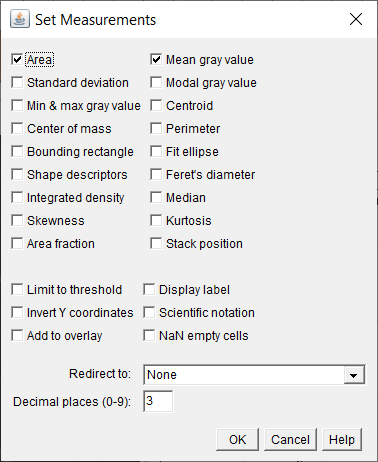 Set Measurements
Area Mean gray value
Standard deviation Modal gray value
Min & max gray value Centroid
Center of mass Perimeter
Bounding rectangle Fit ellipse
Shape descriptors Feret's diameter
Integrated density Median
Skewness Kurtosis
Area fraction Stack position
Limit to threshold Display label
Invert Y coordinates Scientific notation
Add to overlay NaN empty cells
Redirect to: None
Decimal places (0-9): 3
OK Cancel Help